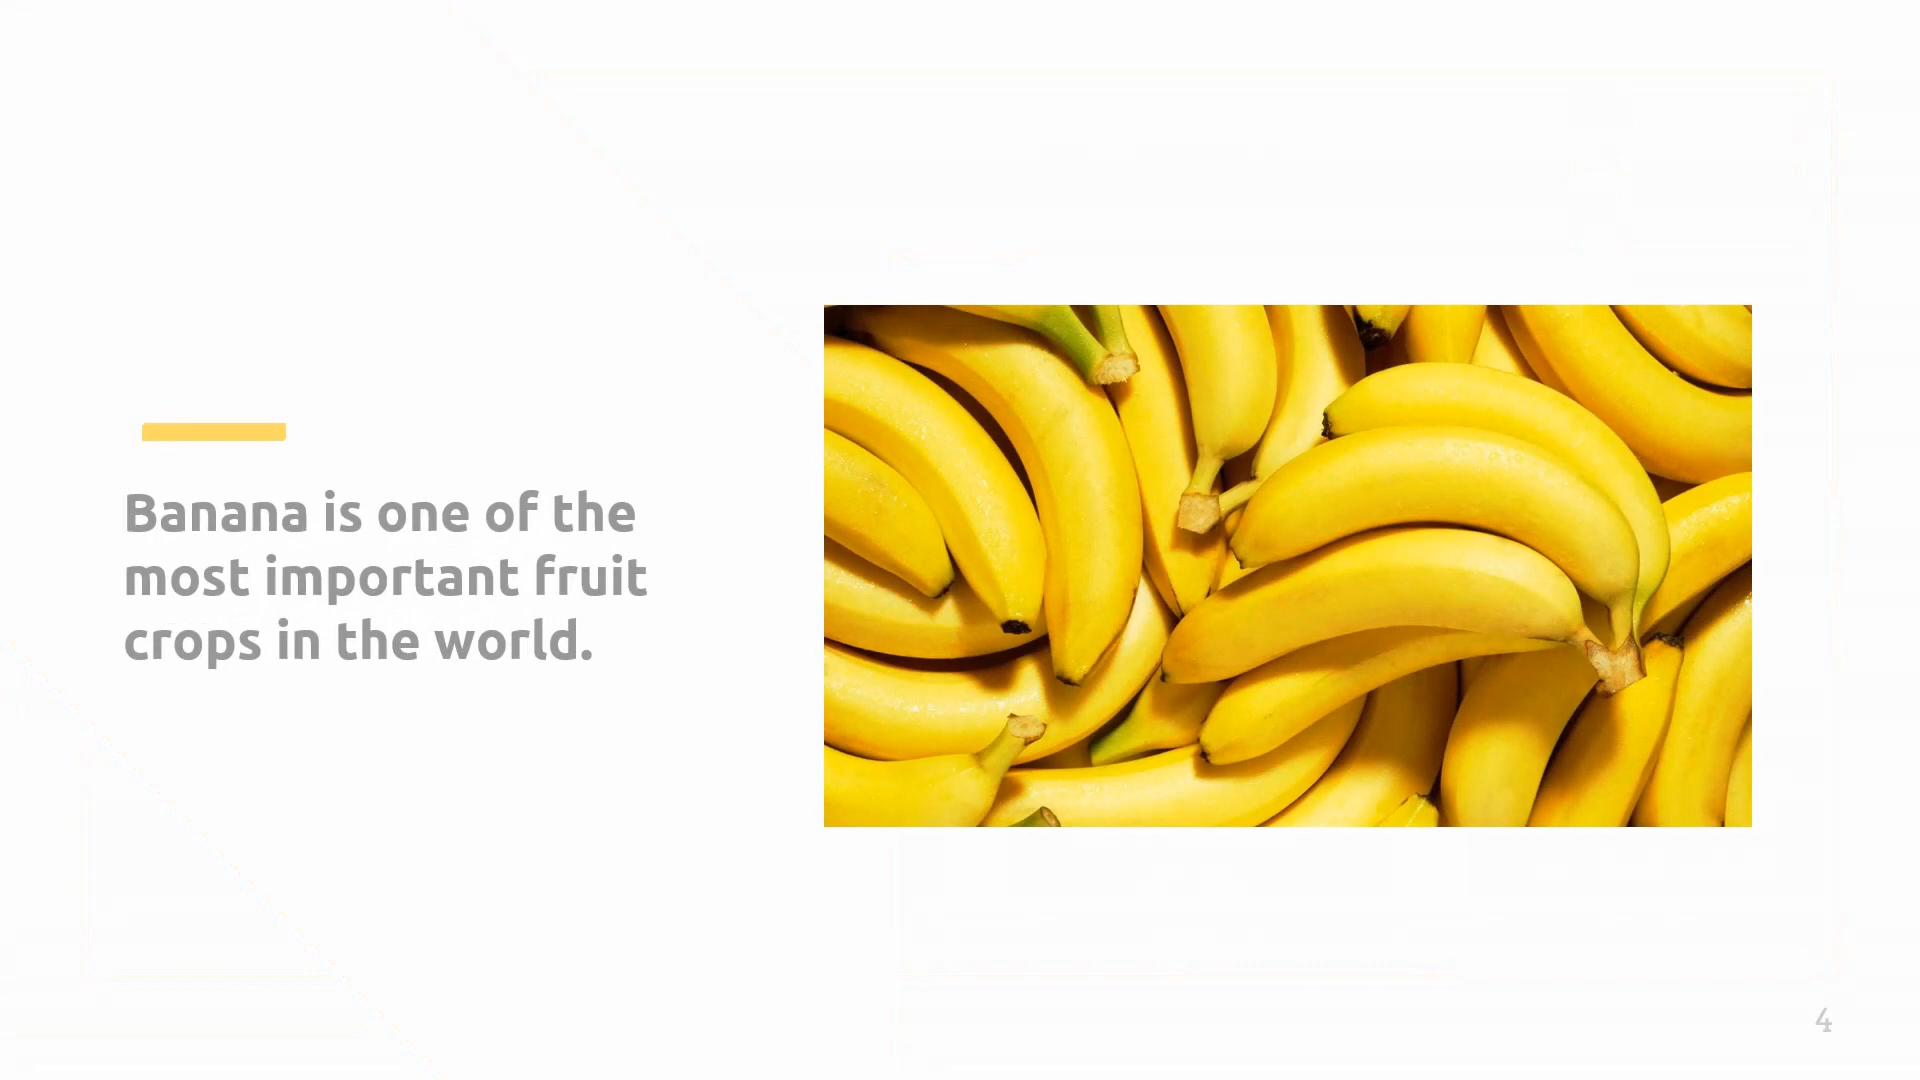 Banana is one of the
most important fruit
crops in the world.
4